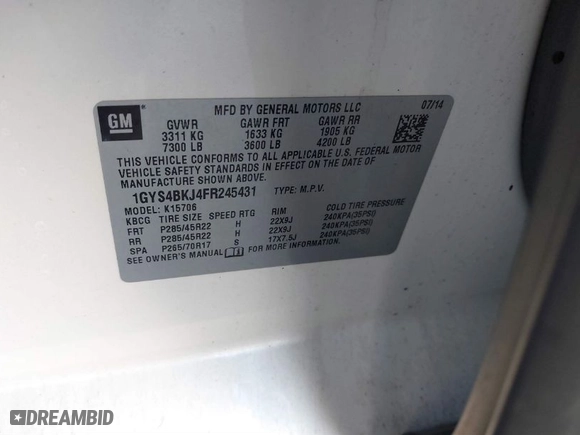 GM
MFD BY GENERAL MOTORS LLC 07/14
GVWR GAWR FRT GAWR RR
3311 KG 1633 KG 1905 KG
7300 LB 3600 LB 4200 LB
THIS VEHICLE CONFORMS TO ALL APPLICABLE U.S. FEDERAL MOTOR
VEHICLE SAFETY STANDARDS IN EFFECT ON THE DATE OF
MANUFACTURE SHOWN ABOVE.
1GYS4BKJ4FR245431 TYPE: M.P.V.
MODEL: K15706
KBCG TIRE SIZE SPEED RTG RIM COLD TIRE PRESSURE
FRT P285/45R22 H 22X9J 240KPA(35PSI)
RR P285/45R22 H 22X9J 240KPA(35PSI)
SPA P265/70R17 S 17X7.5J 240KPA(35PSI)
SEE OWNER'S MANUAL FOR MORE INFORMATION.
DREAMBID